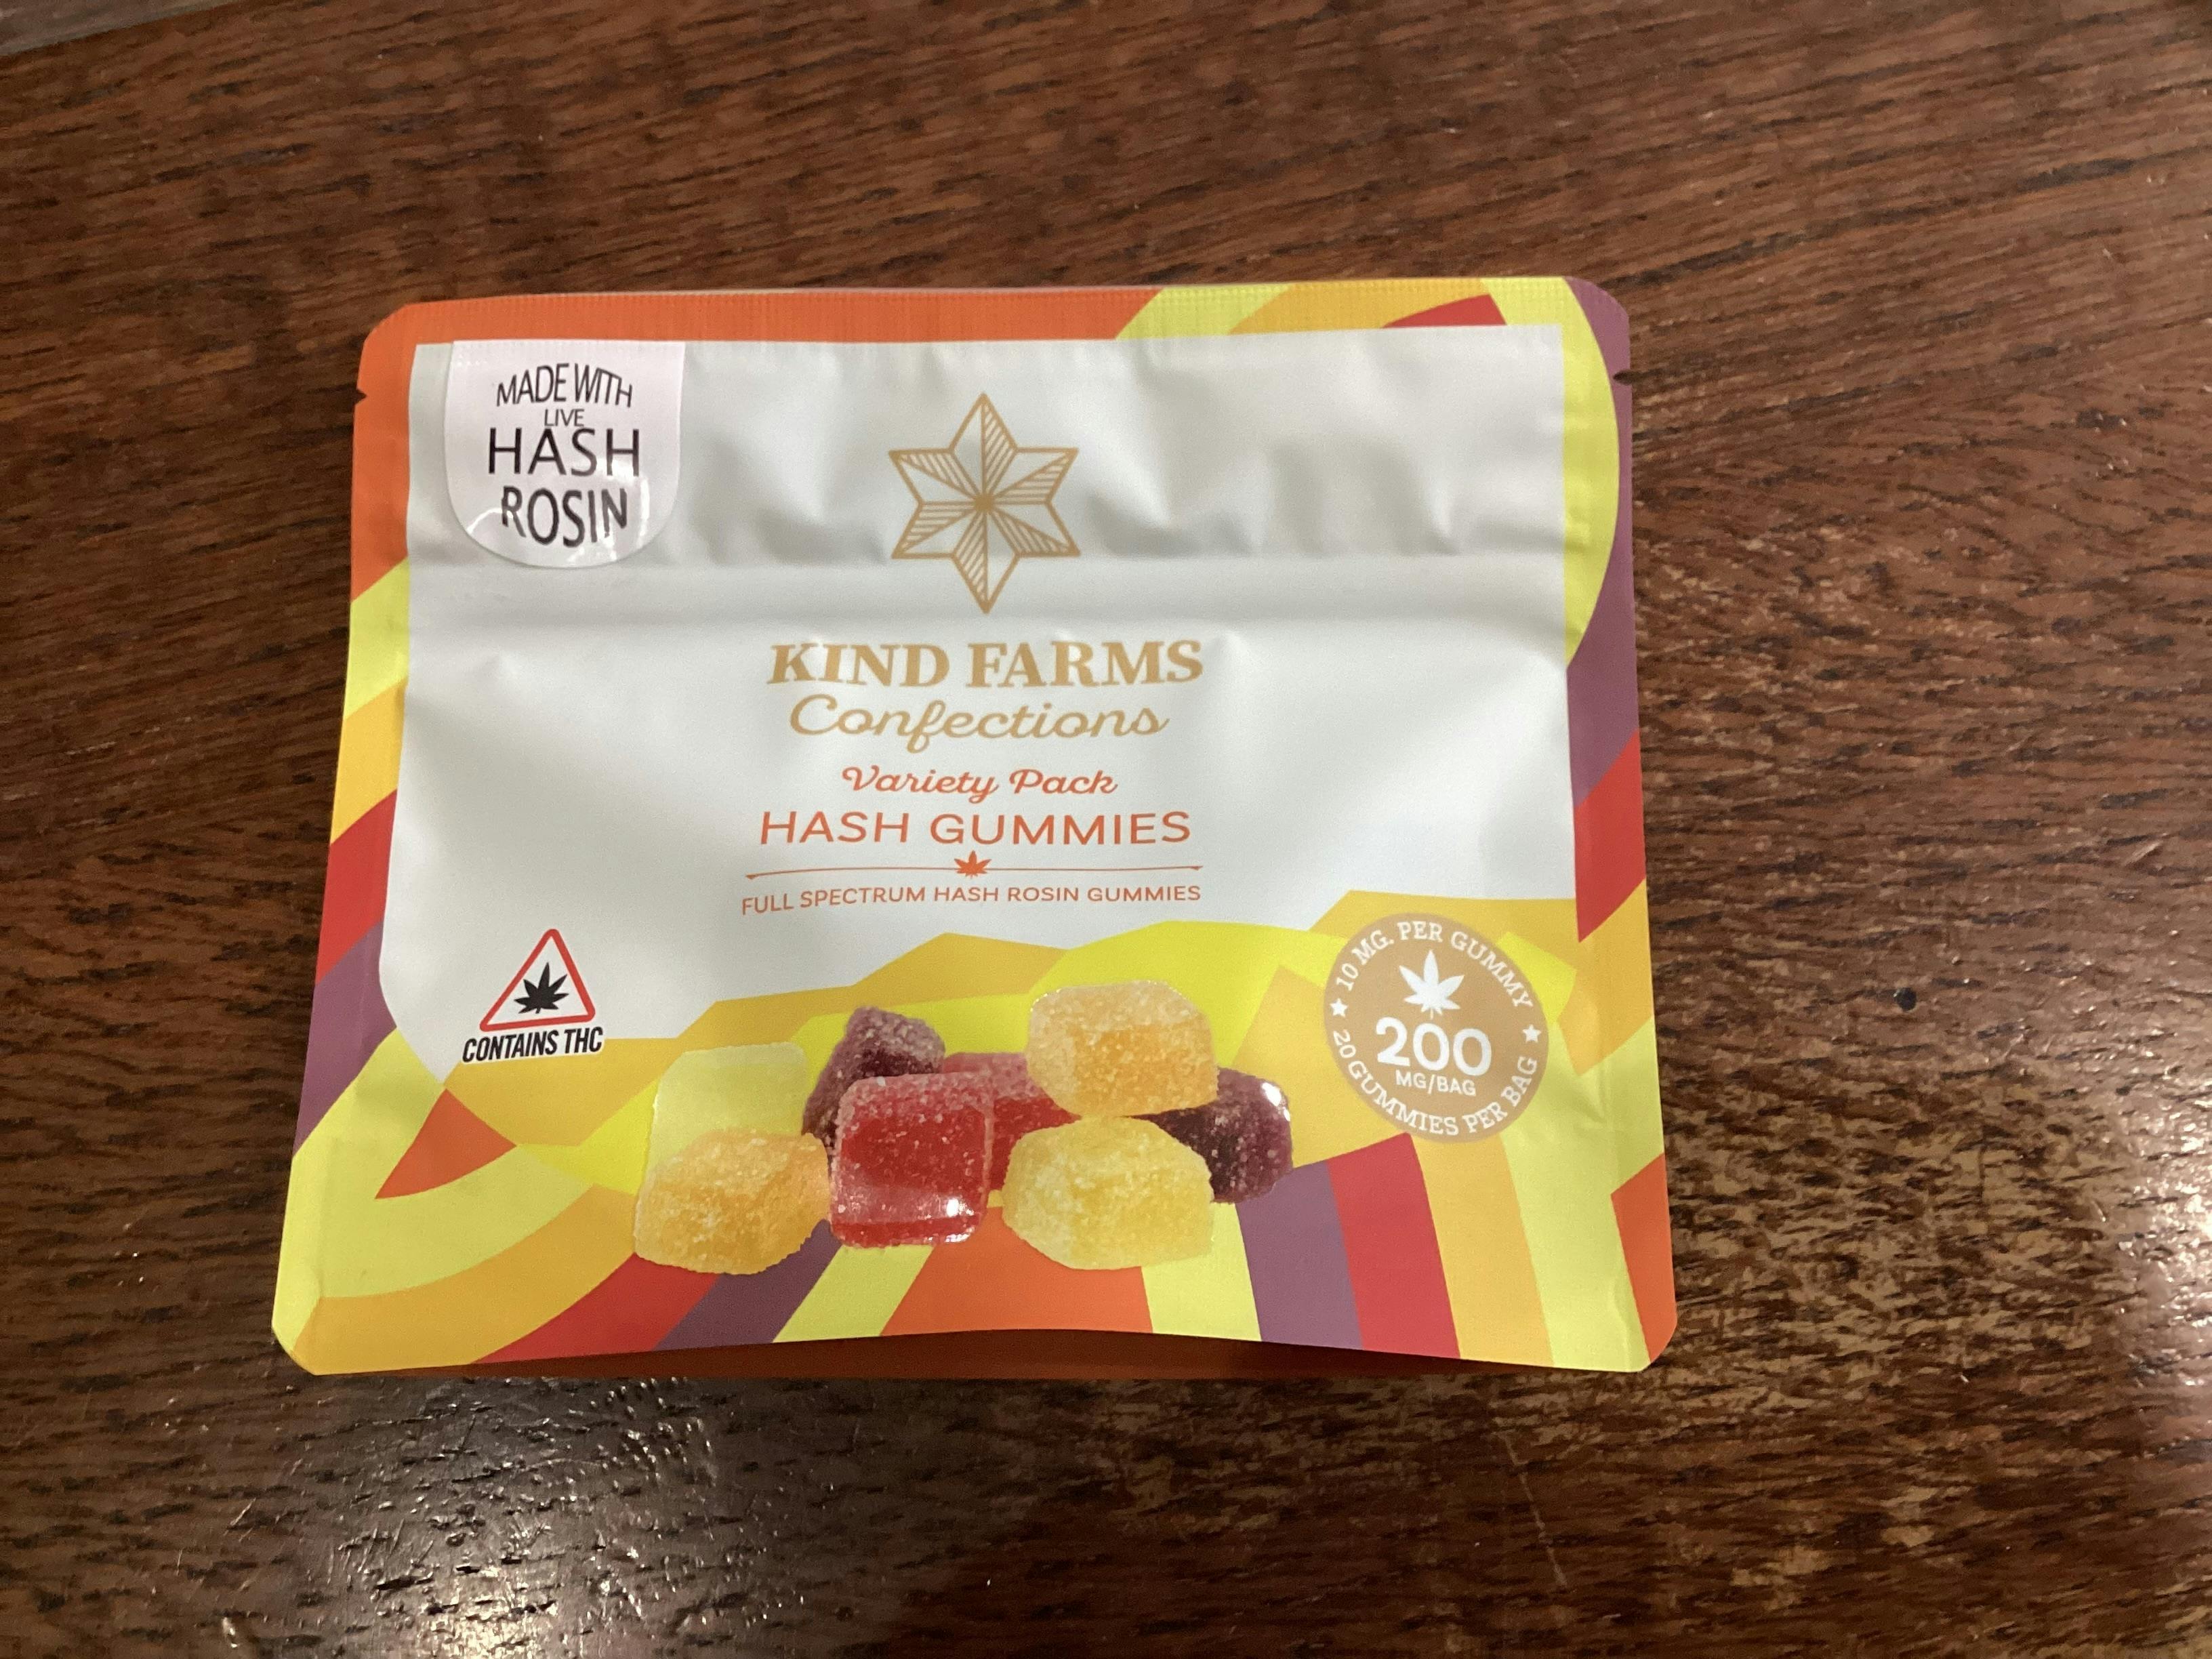 MADE WITH
LIVE
HASH
ROSIN
KIND FARMS
Confections
Variety Pack
HASH GUMMIES
FULL SPECTRUM HASH ROSIN GUMMIES
CONTAINS THC
10 MG. PER GUMMY
200
MG/BAG
20 GUMMIES PER BAG